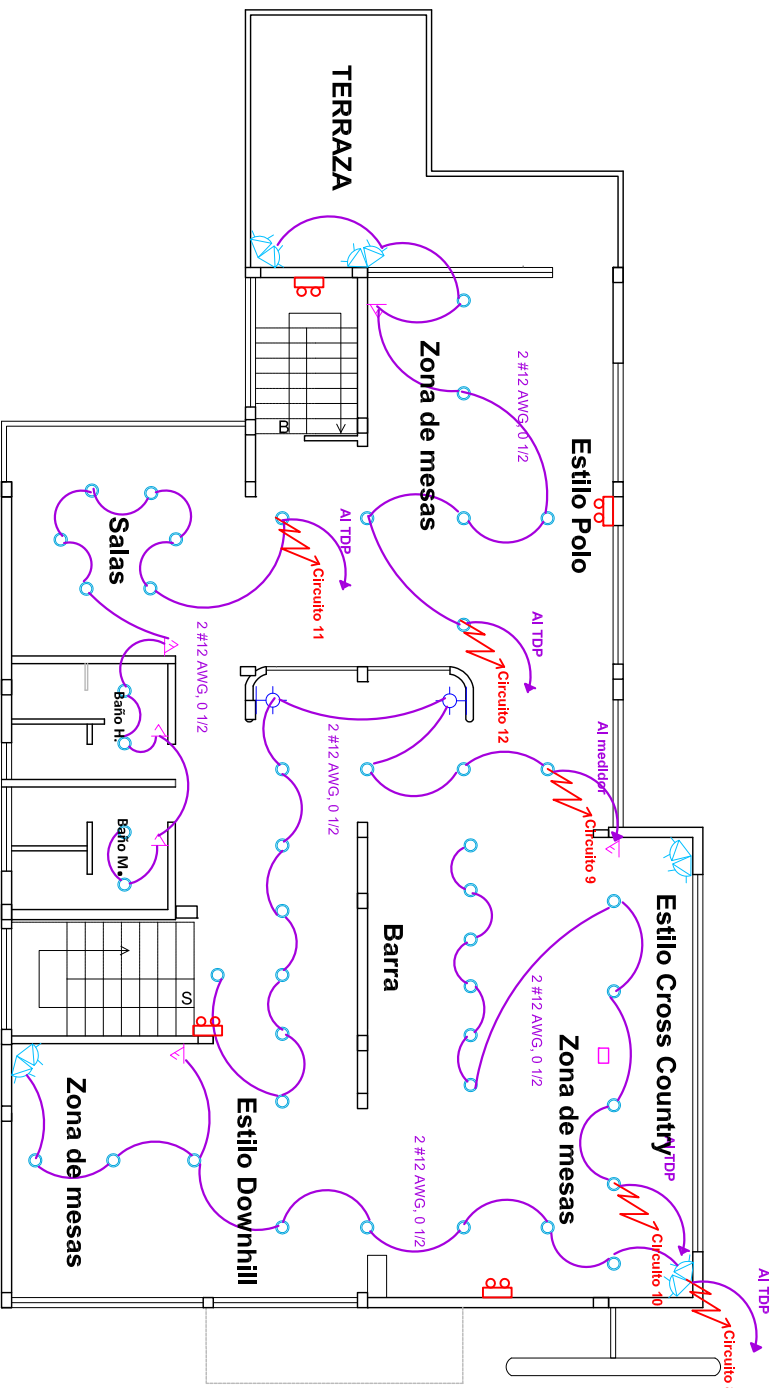 TERRAZA
Zona de mesas
2 #12 AWG, 0 1/2
Estilo Polo
B
Salas
Al TDP
Circuito 11
Al TDP
Circuito 12
2 #12 AWG, 0 1/2
Baño H.
2 #12 AWG, 0 1/2
Al medidor
Circuito 9
Baño M.
Barra
Estilo Cross Country
2 #12 AWG, 0 1/2
S
Zona de mesas
Al TDP
Circuito 10
Zona de mesas
Estilo Downhill
2 #12 AWG, 0 1/2
Al TDP
Circuito